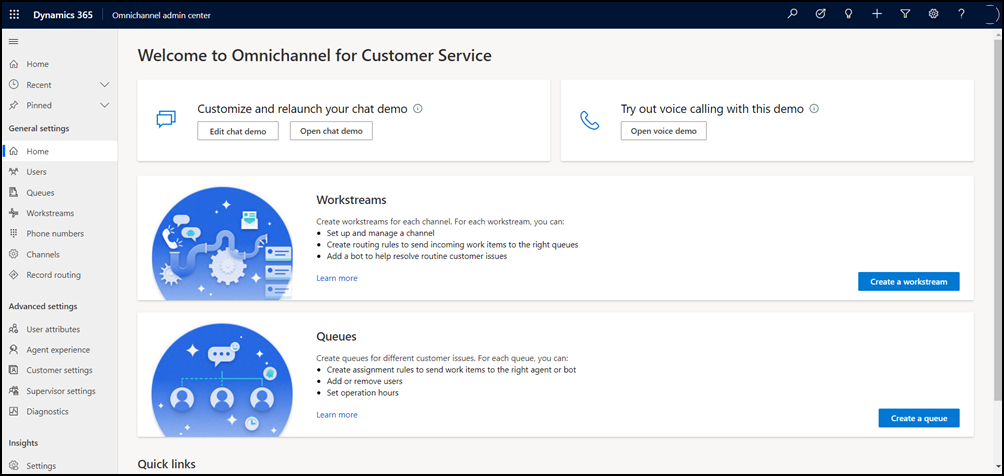 Dynamics 365 Omnichannel admin center
Home
Recent
Pinned
General settings
Home
Users
Queues
Workstreams
Phone numbers
Channels
Record routing
Advanced settings
User attributes
Agent experience
Customer settings
Supervisor settings
Diagnostics
Insights
Settings
Welcome to Omnichannel for Customer Service
Customize and relaunch your chat demo
Edit chat demo Open chat demo
Try out voice calling with this demo
Open voice demo
Workstreams
Create workstreams for each channel. For each workstream, you can:
• Set up and manage a channel
• Create routing rules to send incoming work items to the right queues
• Add a bot to help resolve routine customer issues
Learn more
Create a workstream
Queues
Create queues for different customer issues. For each queue, you can:
• Create assignment rules to send work items to the right agent or bot
• Add or remove users
• Set operation hours
Learn more
Create a queue
Quick links